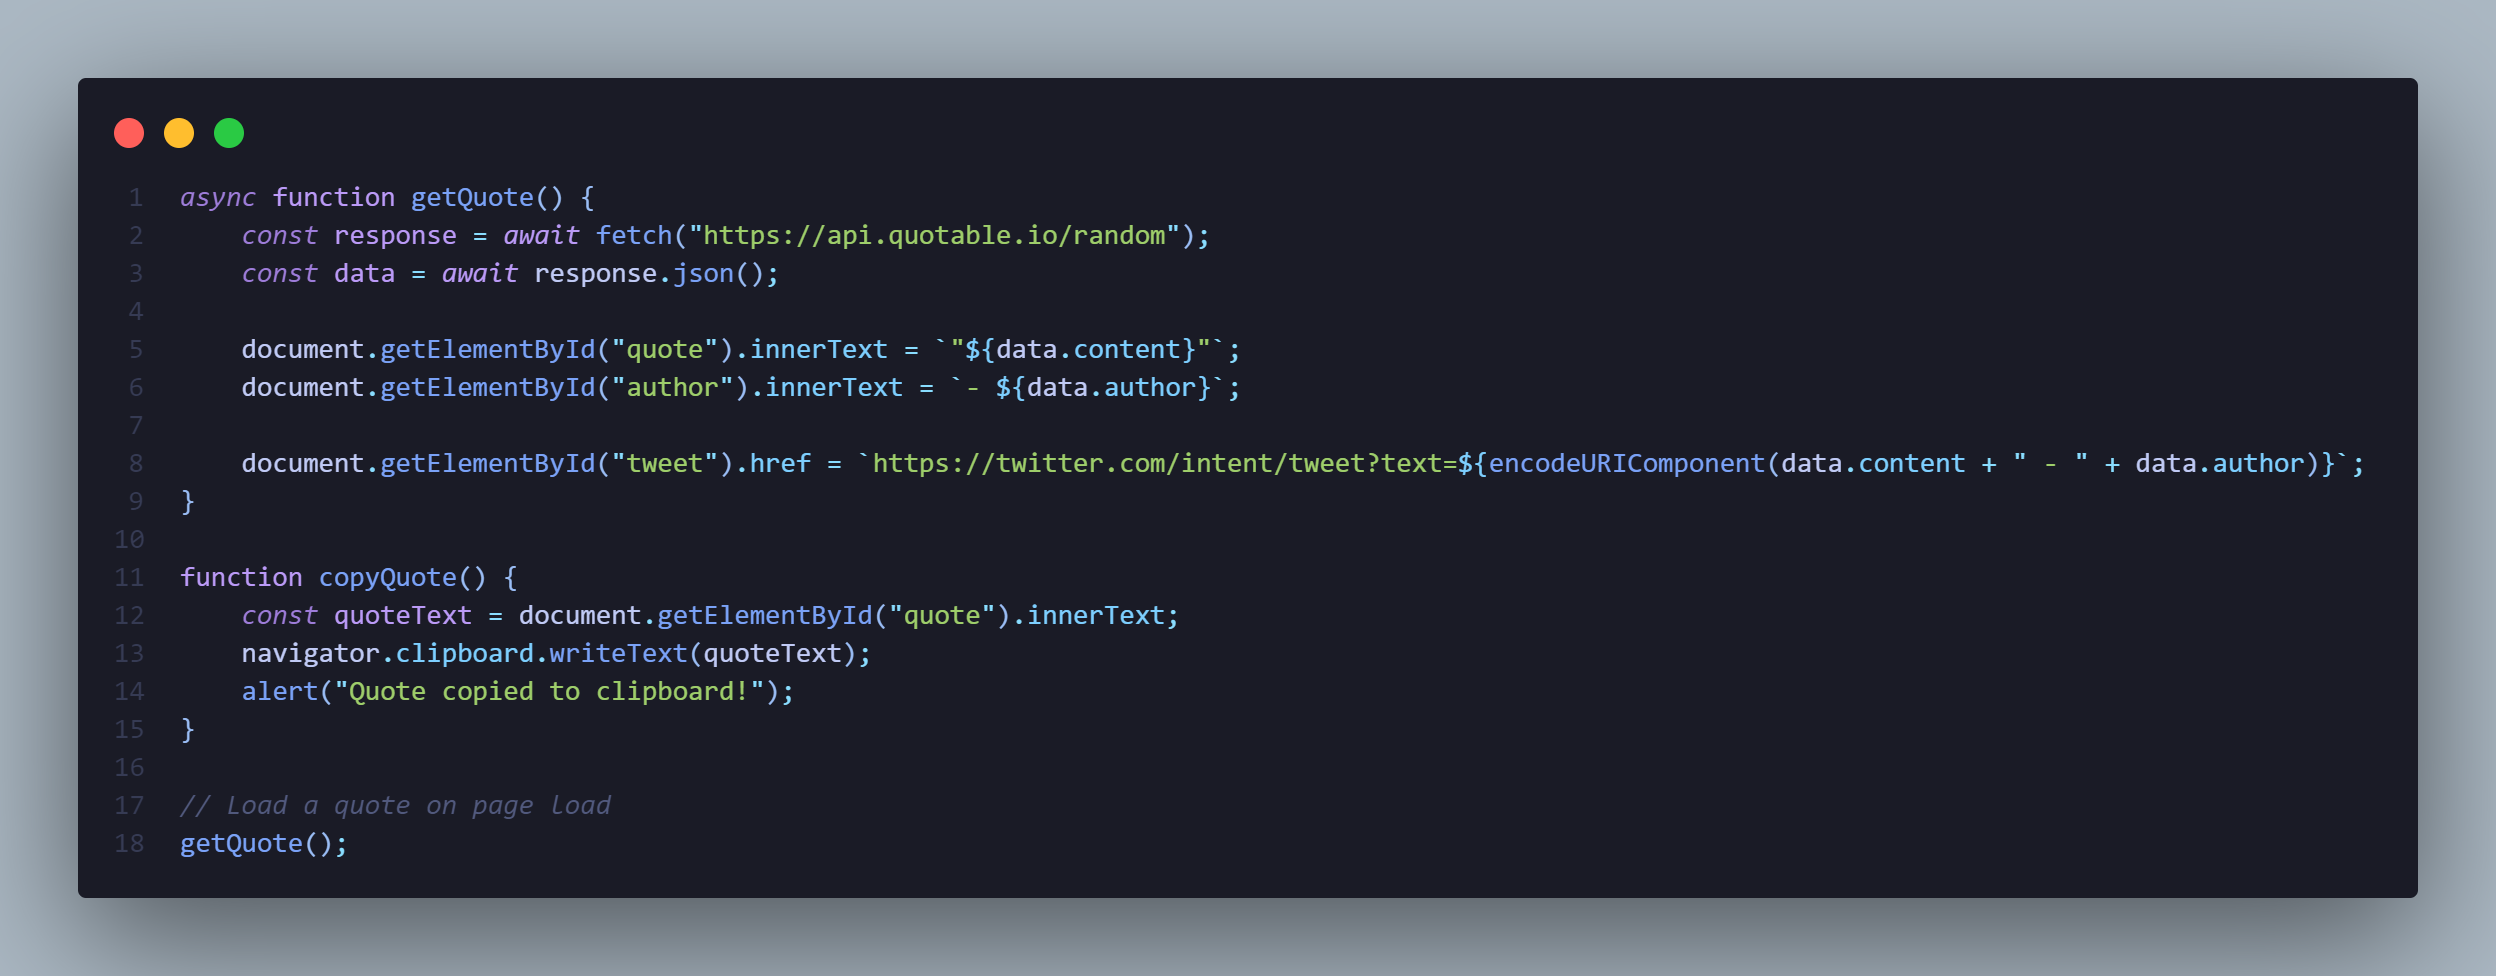 1 async function getQuote() {
2     const response = await fetch("https://api.quotable.io/random");
3     const data = await response.json();
4
5     document.getElementById("quote").innerText = `"${data.content}"`;
6     document.getElementById("author").innerText = `- ${data.author}`;
7
8     document.getElementById("tweet").href = `https://twitter.com/intent/tweet?text=${encodeURIComponent(data.content + " - " + data.author)}`;
9 }
10
11 function copyQuote() {
12     const quoteText = document.getElementById("quote").innerText;
13     navigator.clipboard.writeText(quoteText);
14     alert("Quote copied to clipboard!");
15 }
16
17 // Load a quote on page load
18 getQuote();